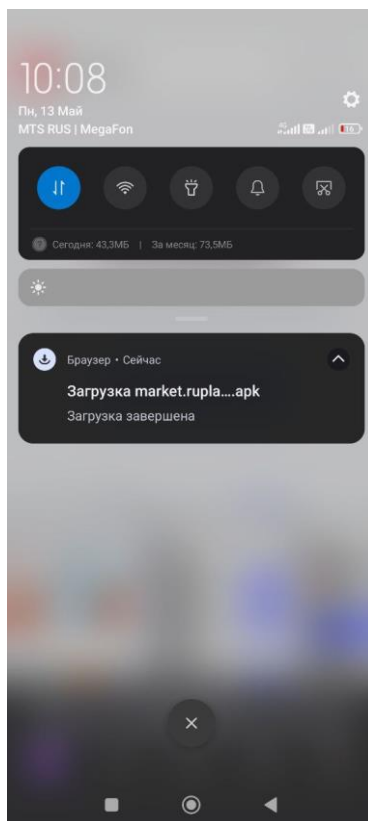 10:08
Пн, 13 Май
MTS RUS | MegaFon
4G
Сегодня: 43,3МБ | За месяц: 73,5МБ
Браузер • Сейчас
Загрузка market.rupla....apk
Загрузка завершена